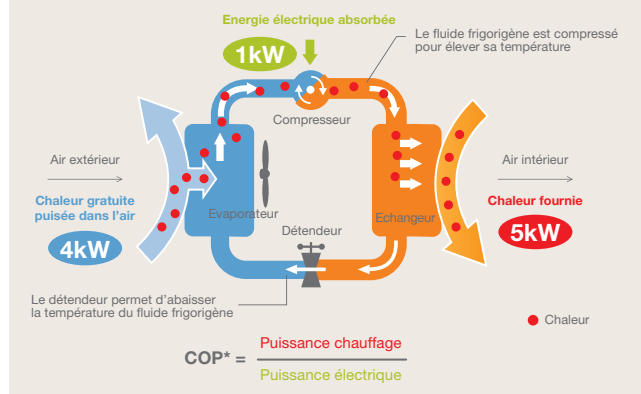 Energie électrique absorbée
1kW
Le fluide frigorigène est compressé
pour élever sa température
Compresseur
Air extérieur
Chaleur gratuite
puisée dans l'air
4kW
Evaporateur
Détendeur
Echangeur
Air intérieur
Chaleur fournie
5kW
Le détendeur permet d'abaisser
la température du fluide frigorigène
Chaleur
COP* =
Puissance chauffage
Puissance électrique